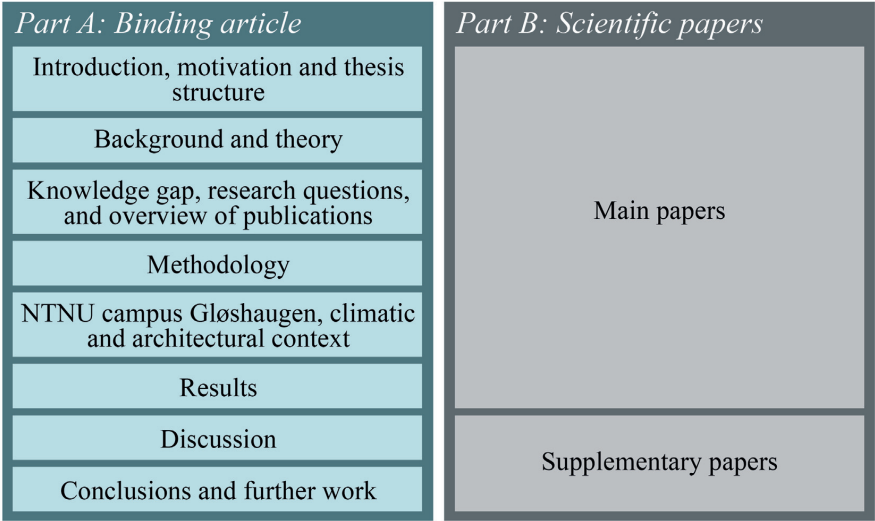 Part A: Binding article
Introduction, motivation and thesis
structure
Background and theory
Knowledge gap, research questions,
and overview of publications
Methodology
NTNU campus Gløshaugen, climatic
and architectural context
Results
Discussion
Conclusions and further work
Part B: Scientific papers
Main papers
Supplementary papers